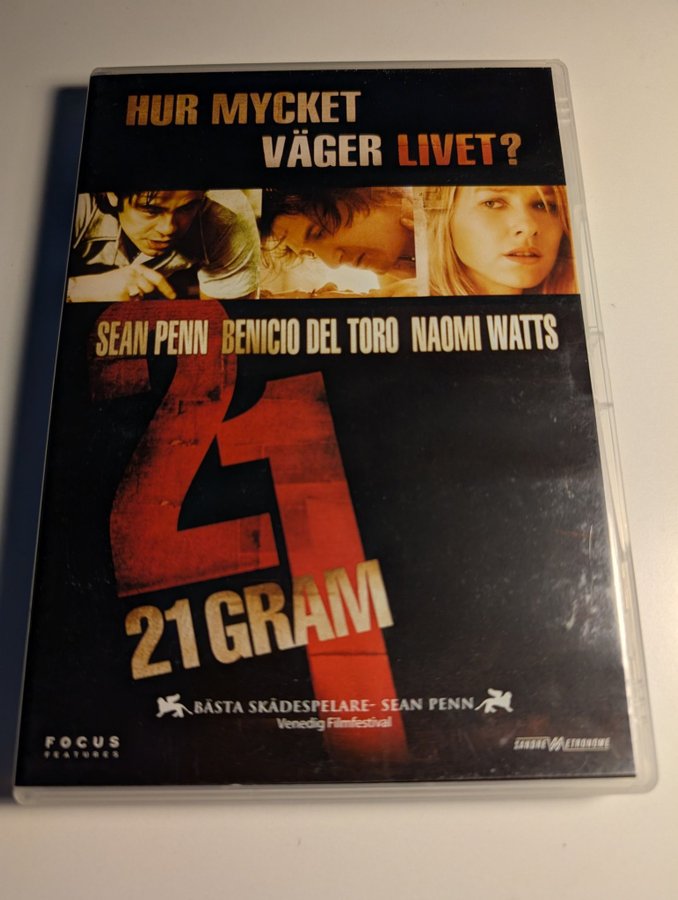 HUR MYCKET
VÄGER LIVET?
SEAN PENN BENICIO DEL TORO NAOMI WATTS
21
21 GRAM
BÄSTA SKÅDESPELARE- SEAN PENN
Venedig Filmfestival
FOCUS
FEATURES
SANDREW METRONOME